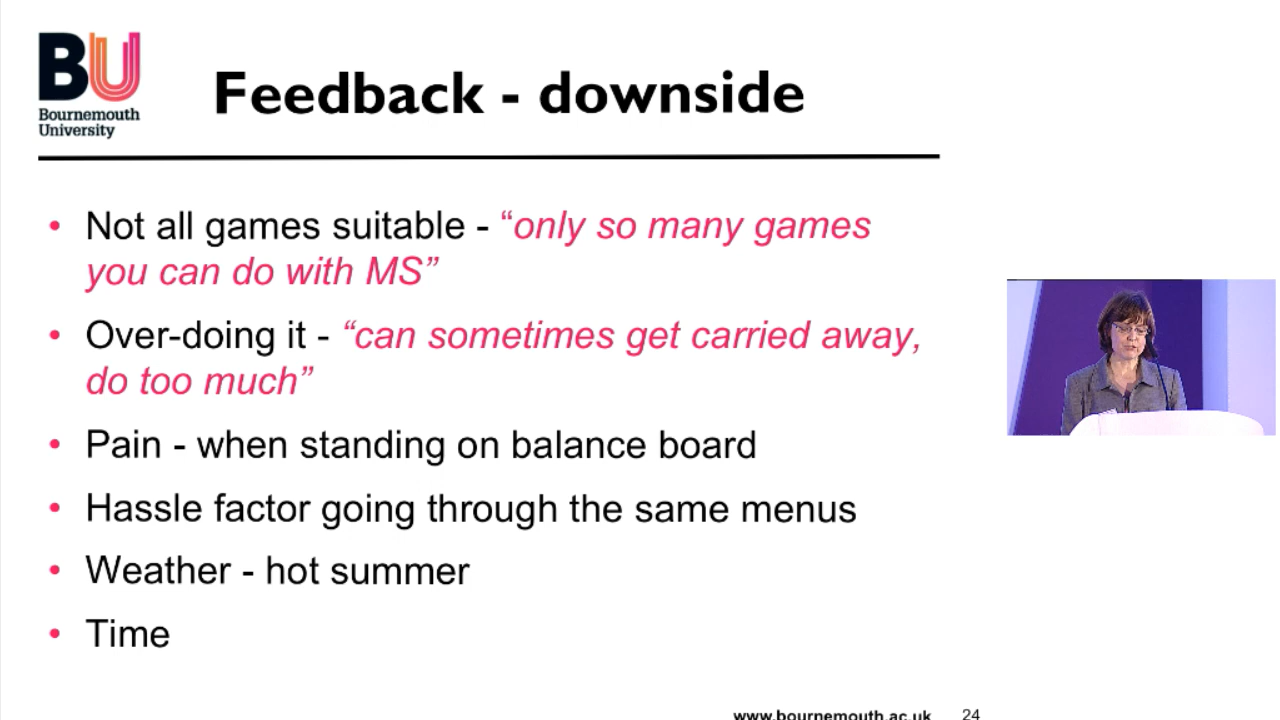 BU
Bournemouth
University
Feedback - downside
• Not all games suitable - “only so many games
you can do with MS”
• Over-doing it - “can sometimes get carried away,
do too much”
• Pain - when standing on balance board
• Hassle factor going through the same menus
• Weather - hot summer
• Time
www.bournemouth.ac.uk 24